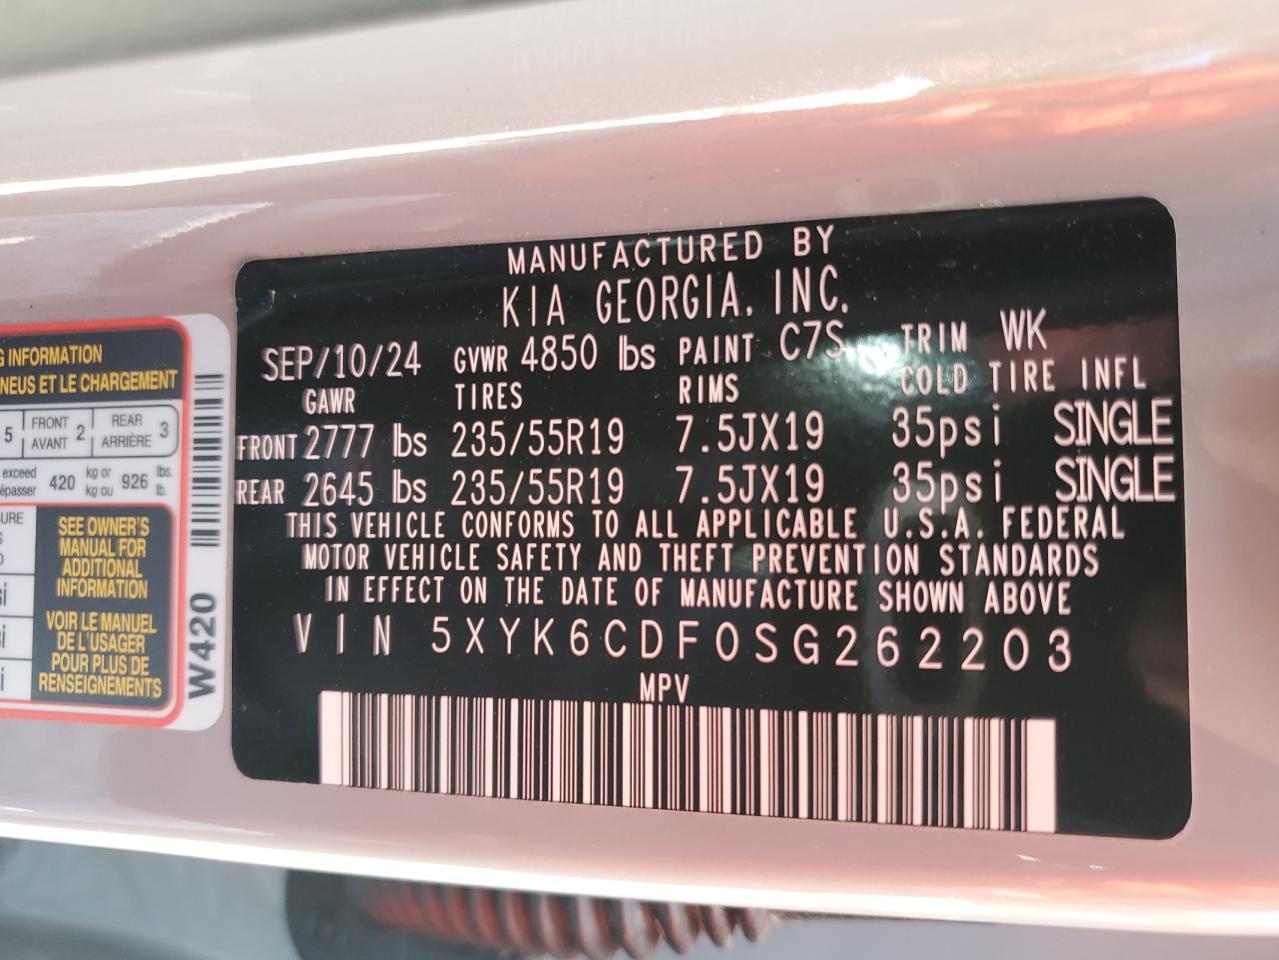 MANUFACTURED BY
KIA GEORGIA, INC.
SEP/10/24 GVWR 4850 lbs PAINT C7S TRIM WK
GAWR TIRES RIMS COLD TIRE INFL
FRONT 2777 lbs 235/55R19 7.5JX19 35psi SINGLE
REAR 2645 lbs 235/55R19 7.5JX19 35psi SINGLE
THIS VEHICLE CONFORMS TO ALL APPLICABLE U.S.A. FEDERAL
MOTOR VEHICLE SAFETY AND THEFT PREVENTION STANDARDS
IN EFFECT ON THE DATE OF MANUFACTURE SHOWN ABOVE
VIN 5XYK6CDF0SG262203
MPV
INFORMATION
NEUS ET LE CHARGEMENT
5 FRONT 2 REAR 3
AVANT ARRIÈRE
exceed 420 kg or 926 lbs.
épasser kg ou lb.
SEE OWNER'S
MANUAL FOR
ADDITIONAL
INFORMATION
VOIR LE MANUEL
DE L'USAGER
POUR PLUS DE
RENSEIGNEMENTS
W420